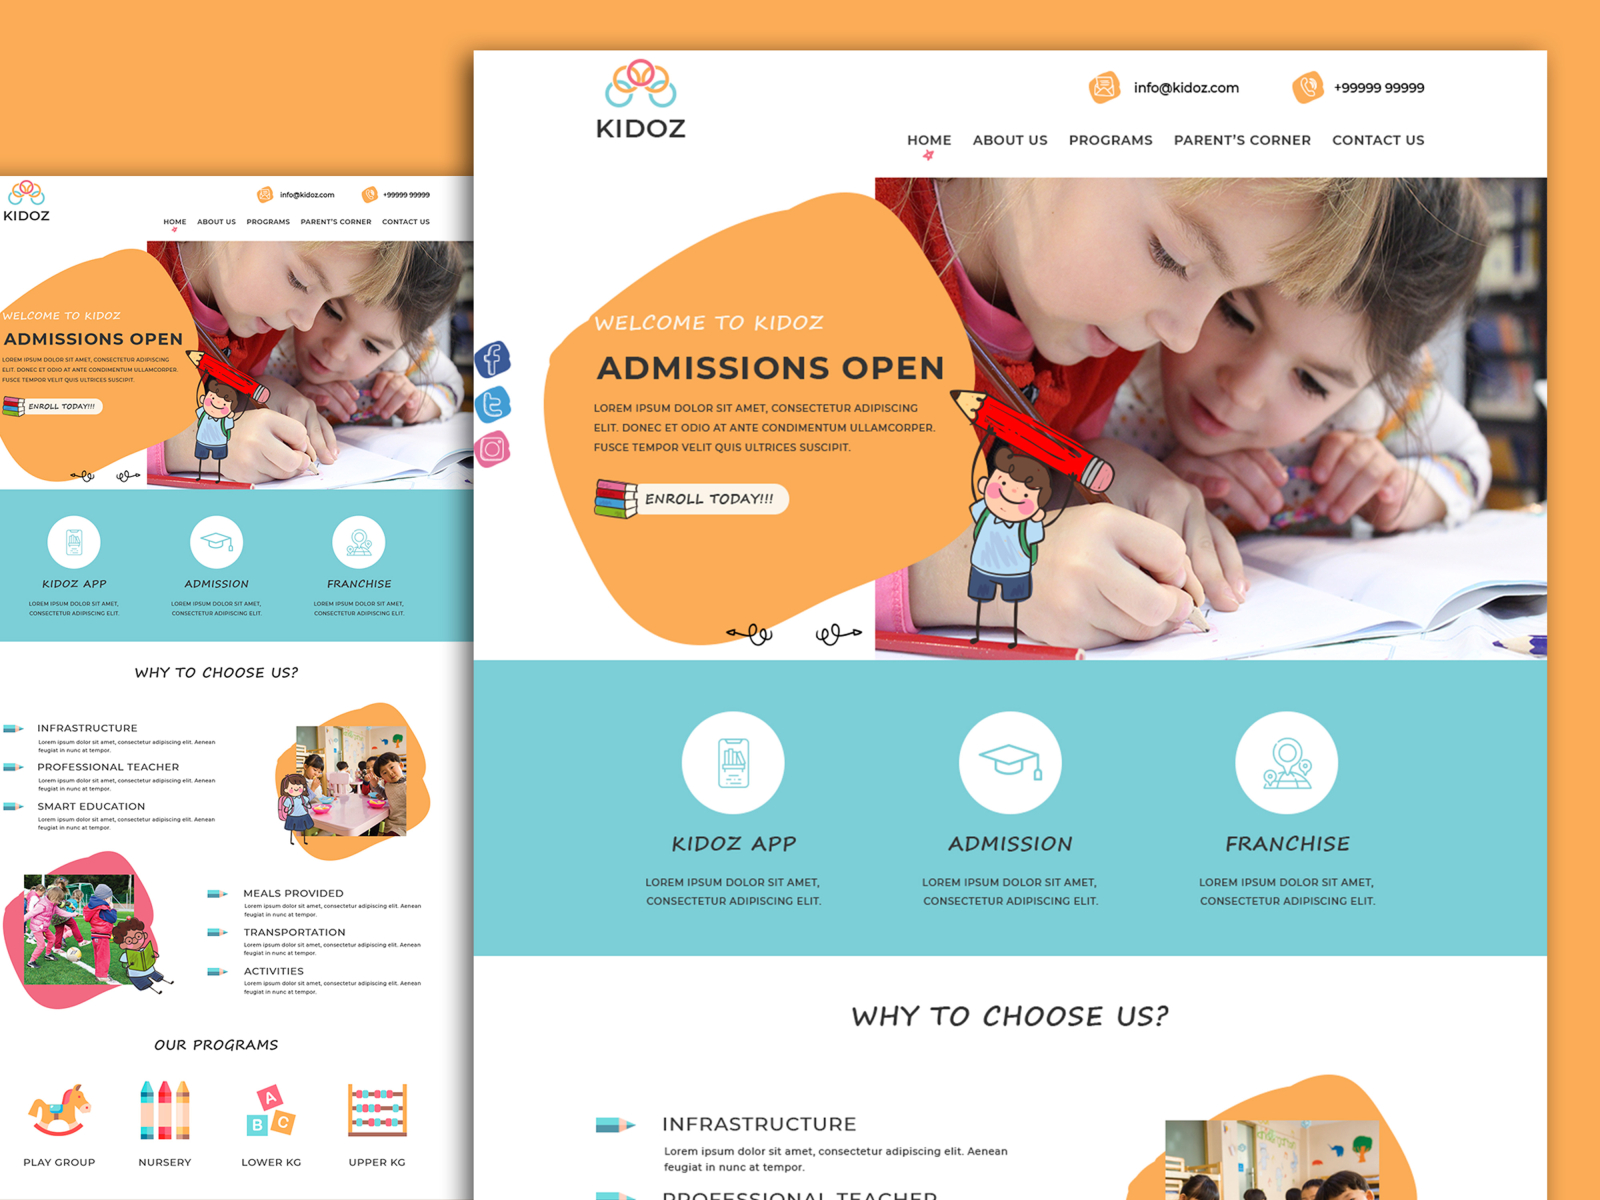 KIDOZ
info@kidoz.com
+99999 99999
HOME ABOUT US PROGRAMS PARENT'S CORNER CONTACT US
WELCOME TO KIDOZ
ADMISSIONS OPEN
LOREM IPSUM DOLOR SIT AMET, CONSECTETUR ADIPISCING
ELIT. DONEC ET ODIO AT ANTE CONDIMENTUM ULLAMCORPER.
FUSCE TEMPOR VELIT QUIS ULTRICES SUSCIPIT.
ENROLL TODAY!!!
KIDOZ APP
LOREM IPSUM DOLOR SIT AMET,
CONSECTETUR ADIPISCING ELIT.
ADMISSION
LOREM IPSUM DOLOR SIT AMET,
CONSECTETUR ADIPISCING ELIT.
FRANCHISE
LOREM IPSUM DOLOR SIT AMET,
CONSECTETUR ADIPISCING ELIT.
WHY TO CHOOSE US?
INFRASTRUCTURE
Lorem ipsum dolor sit amet, consectetur adipiscing elit. Aenean
feugiat in nunc at tempor.
PROFESSIONAL TEACHER
Lorem ipsum dolor sit amet, consectetur adipiscing elit. Aenean
feugiat in nunc at tempor.
SMART EDUCATION
Lorem ipsum dolor sit amet, consectetur adipiscing elit. Aenean
feugiat in nunc at tempor.
MEALS PROVIDED
Lorem ipsum dolor sit amet, consectetur adipiscing elit. Aenean
feugiat in nunc at tempor.
TRANSPORTATION
Lorem ipsum dolor sit amet, consectetur adipiscing elit. Aenean
feugiat in nunc at tempor.
ACTIVITIES
Lorem ipsum dolor sit amet, consectetur adipiscing elit. Aenean
feugiat in nunc at tempor.
OUR PROGRAMS
A
B
C
PLAY GROUP
NURSERY
LOWER KG
UPPER KG
KIDOZ
info@kidoz.com
+99999 99999
HOME ABOUT US PROGRAMS PARENT'S CORNER CONTACT US
WELCOME TO KIDOZ
ADMISSIONS OPEN
LOREM IPSUM DOLOR SIT AMET, CONSECTETUR ADIPISCING
ELIT. DONEC ET ODIO AT ANTE CONDIMENTUM ULLAMCORPER.
FUSCE TEMPOR VELIT QUIS ULTRICES SUSCIPIT.
ENROLL TODAY!!!
KIDOZ APP
LOREM IPSUM DOLOR SIT AMET,
CONSECTETUR ADIPISCING ELIT.
ADMISSION
LOREM IPSUM DOLOR SIT AMET,
CONSECTETUR ADIPISCING ELIT.
FRANCHISE
LOREM IPSUM DOLOR SIT AMET,
CONSECTETUR ADIPISCING ELIT.
WHY TO CHOOSE US?
INFRASTRUCTURE
Lorem ipsum dolor sit amet, consectetur adipiscing elit. Aenean
feugiat in nunc at tempor.
PROFESSIONAL TEACHER